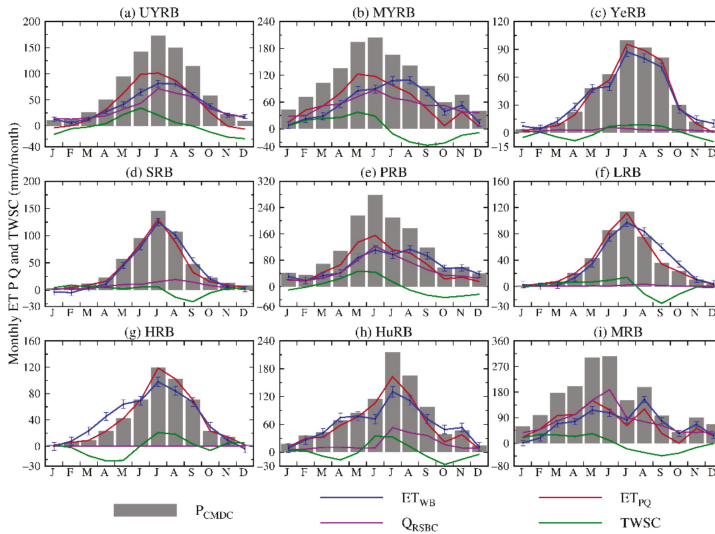 (a) UYRB (b) MYRB (c) YeRB
200 240 120
150 180 90
100 120 60
50 60 30
0 0 0
-40 -40 -15
J F M A M J J A S O N D J F M A M J J A S O N D J F M A M J J A S O N D
Monthly ET P Q and TWSC (mm/month)
(d) SRB (e) PRB (f) LRB
200 320 160
150 240 120
100 160 80
50 80 40
0 0 0
-30 -60 -30
J F M A M J J A S O N D J F M A M J J A S O N D J F M A M J J A S O N D
(g) HRB (h) HuRB (i) MRB
160 240 360
120 180 270
80 120 180
40 60 90
0 0 0
-30 -30 -80
J F M A M J J A S O N D J F M A M J J A S O N D J F M A M J J A S O N D
P_CMDC ET_WB ET_PQ
Q_RSBC TWSC